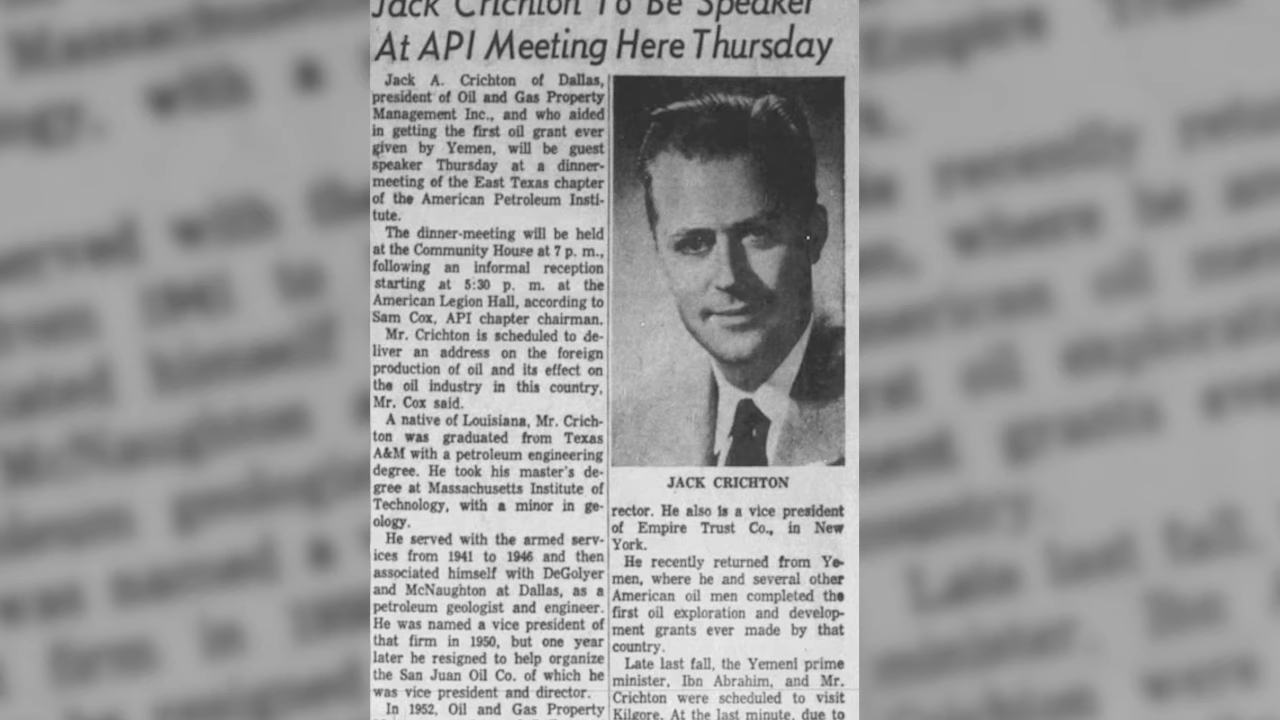 Jack Crichton To Be Speaker
At API Meeting Here Thursday
Jack A. Crichton of Dallas,
president of Oil and Gas Property
Management Inc., and who aided
in getting the first oil grant ever
given by Yemen, will be guest
speaker Thursday at a dinner-
meeting of the East Texas chapter
of the American Petroleum Insti-
tute.
The dinner-meeting will be held
at the Community House at 7 p. m.,
following an informal reception
starting at 5:30 p. m. at the
American Legion Hall, according to
Sam Cox, API chapter chairman.
Mr. Crichton is scheduled to de-
liver an address on the foreign
production of oil and its effect on
the oil industry in this country,
Mr. Cox said.
A native of Louisiana, Mr. Crich-
ton was graduated from Texas
A&M with a petroleum engineering
degree. He took his master's de-
gree at Massachusetts Institute of
Technology, with a minor in ge-
ology.
He served with the armed serv-
ices from 1941 to 1946 and then
associated himself with DeGolyer
and McNaughton at Dallas, as a
petroleum geologist and engineer.
He was named a vice president of
that firm in 1950, but one year
later he resigned to help organize
the San Juan Oil Co. of which he
was vice president and director.
In 1952, Oil and Gas Property
JACK CRICHTON
rector. He also is a vice president
of Empire Trust Co., in New
York.
He recently returned from Ye-
men, where he and several other
American oil men completed the
first oil exploration and develop-
ment grants ever made by that
country.
Late last fall, the Yemeni prime
minister, Ibn Abrahim, and Mr.
Crichton were scheduled to visit
Kilgore. At the last minute, due to